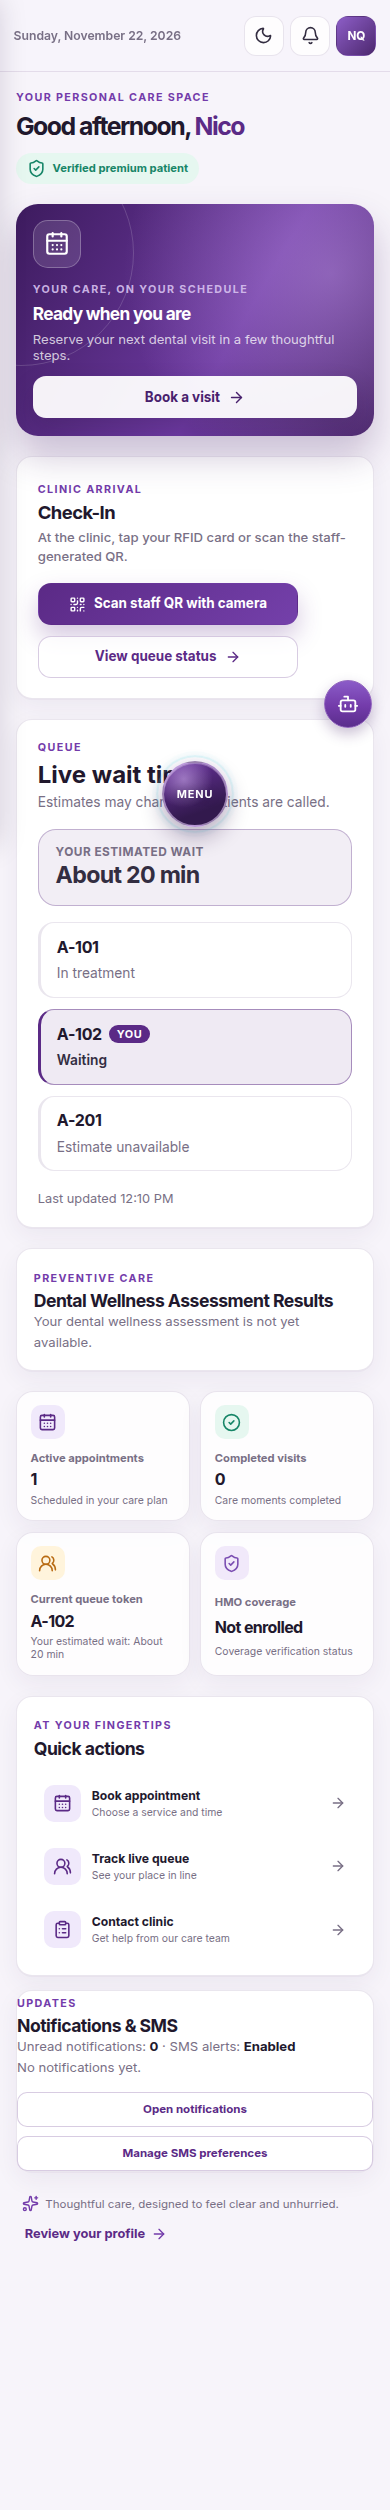 Sunday, November 22, 2026
NQ
YOUR PERSONAL CARE SPACE
Good afternoon, Nico
Verified premium patient
YOUR CARE, ON YOUR SCHEDULE
Ready when you are
Reserve your next dental visit in a few thoughtful
steps.
Book a visit
CLINIC ARRIVAL
Check-In
At the clinic, tap your RFID card or scan the staff-
generated QR.
Scan staff QR with camera
View queue status
QUEUE
Live wait
MENU
Estimates may are called.
YOUR ESTIMATED WAIT
About 20 min
A-101
In treatment
A-102 YOU
Waiting
A-201
Estimate unavailable
Last updated 12:10 PM
PREVENTIVE CARE
Dental Wellness Assessment Results
Your dental wellness assessment is not yet
available.
Active appointments
1
Scheduled in your care plan
Completed visits
0
Care moments completed
Current queue token
A-102
Your estimated wait: About
20 min
HMO coverage
Not enrolled
Coverage verification status
AT YOUR FINGERTIPS
Quick actions
Book appointment
Choose a service and time
Track live queue
See your place in line
Contact clinic
Get help from our care team
UPDATES
Notifications & SMS
Unread notifications: 0 · SMS alerts: Enabled
No notifications yet.
Open notifications
Manage SMS preferences
Thoughtful care, designed to feel clear and unhurried.
Review your profile